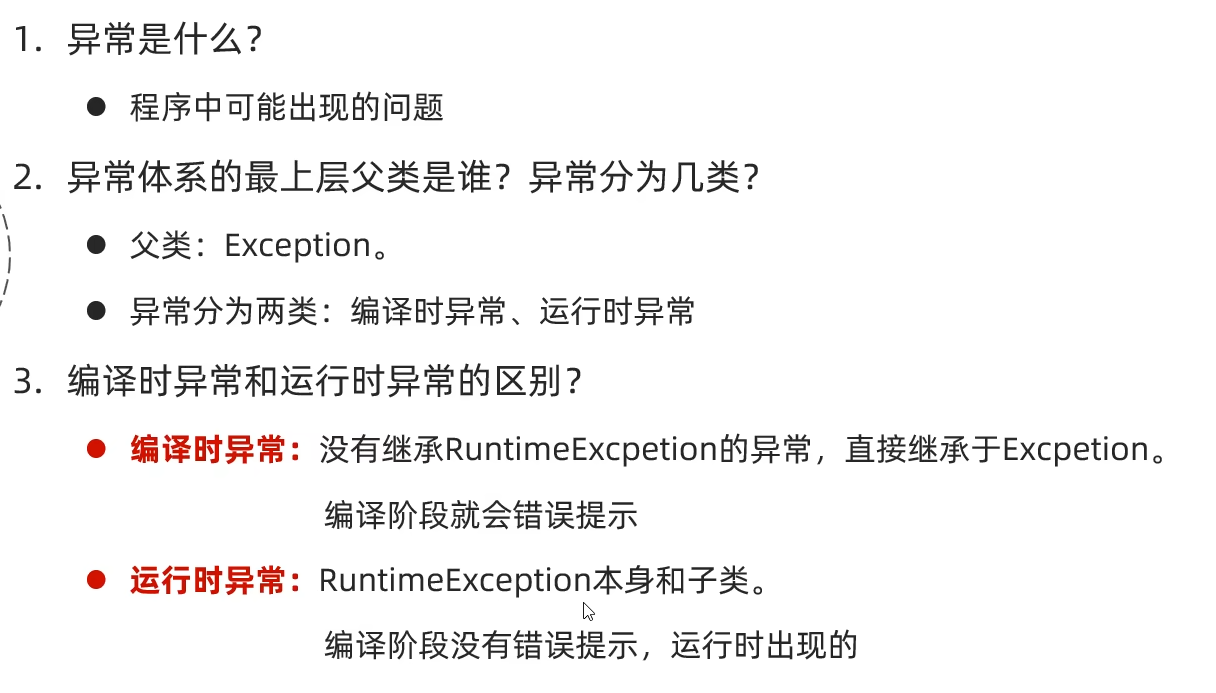 1. 异常是什么？
● 程序中可能出现的问题
2. 异常体系的最上层父类是谁？异常分为几类？
● 父类：Exception。
● 异常分为两类：编译时异常、运行时异常
3. 编译时异常和运行时异常的区别？
● 编译时异常：没有继承RuntimeExcpetion的异常，直接继承于Excpetion。
编译阶段就会错误提示
● 运行时异常：RuntimeException本身和子类。
编译阶段没有错误提示，运行时出现的